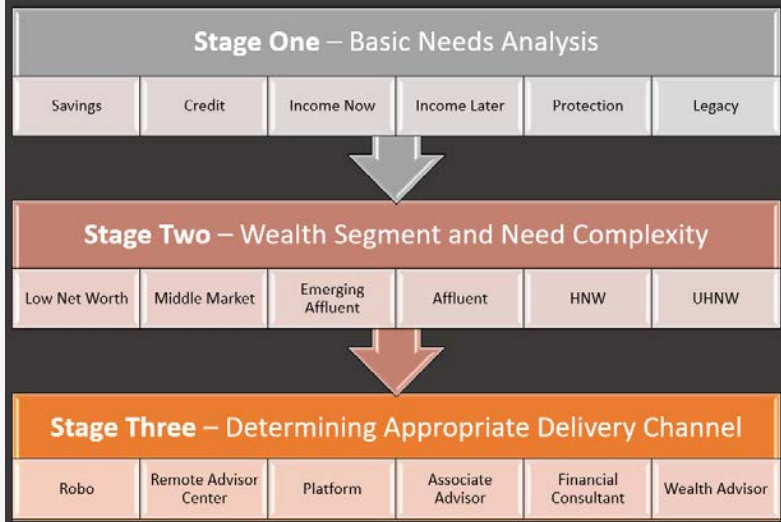 Stage One – Basic Needs Analysis
Savings
Credit
Income Now
Income Later
Protection
Legacy
Stage Two – Wealth Segment and Need Complexity
Low Net Worth
Middle Market
Emerging
Affluent
Affluent
HNW
UHNW
Stage Three – Determining Appropriate Delivery Channel
Robo
Remote Advisor
Center
Platform
Associate
Advisor
Financial
Consultant
Wealth Advisor